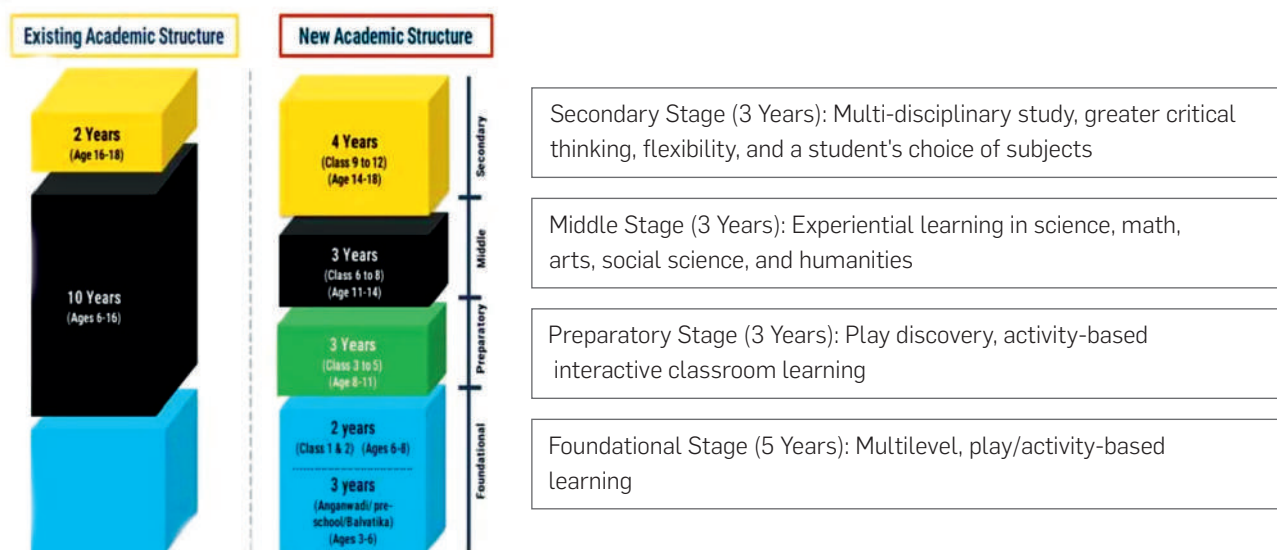 Existing Academic Structure
2 Years
(Age 16-18)
10 Years
(Ages 6-16)
New Academic Structure
4 Years
(Class 9 to 12)
(Age 14-18)
Secondary
3 Years
(Class 6 to 8)
(Age 11-14)
Middle
3 Years
(Class 3 to 5)
(Age 8-11)
Preparatory
2 years
(Class 1 & 2) (Ages 6-8)
3 years
(Anganwadi/pre-
school/Balvatika)
(Ages 3-6)
Foundational
Secondary Stage (3 Years): Multi-disciplinary study, greater critical
thinking, flexibility, and a student's choice of subjects
Middle Stage (3 Years): Experiential learning in science, math,
arts, social science, and humanities
Preparatory Stage (3 Years): Play discovery, activity-based
interactive classroom learning
Foundational Stage (5 Years): Multilevel, play/activity-based
learning